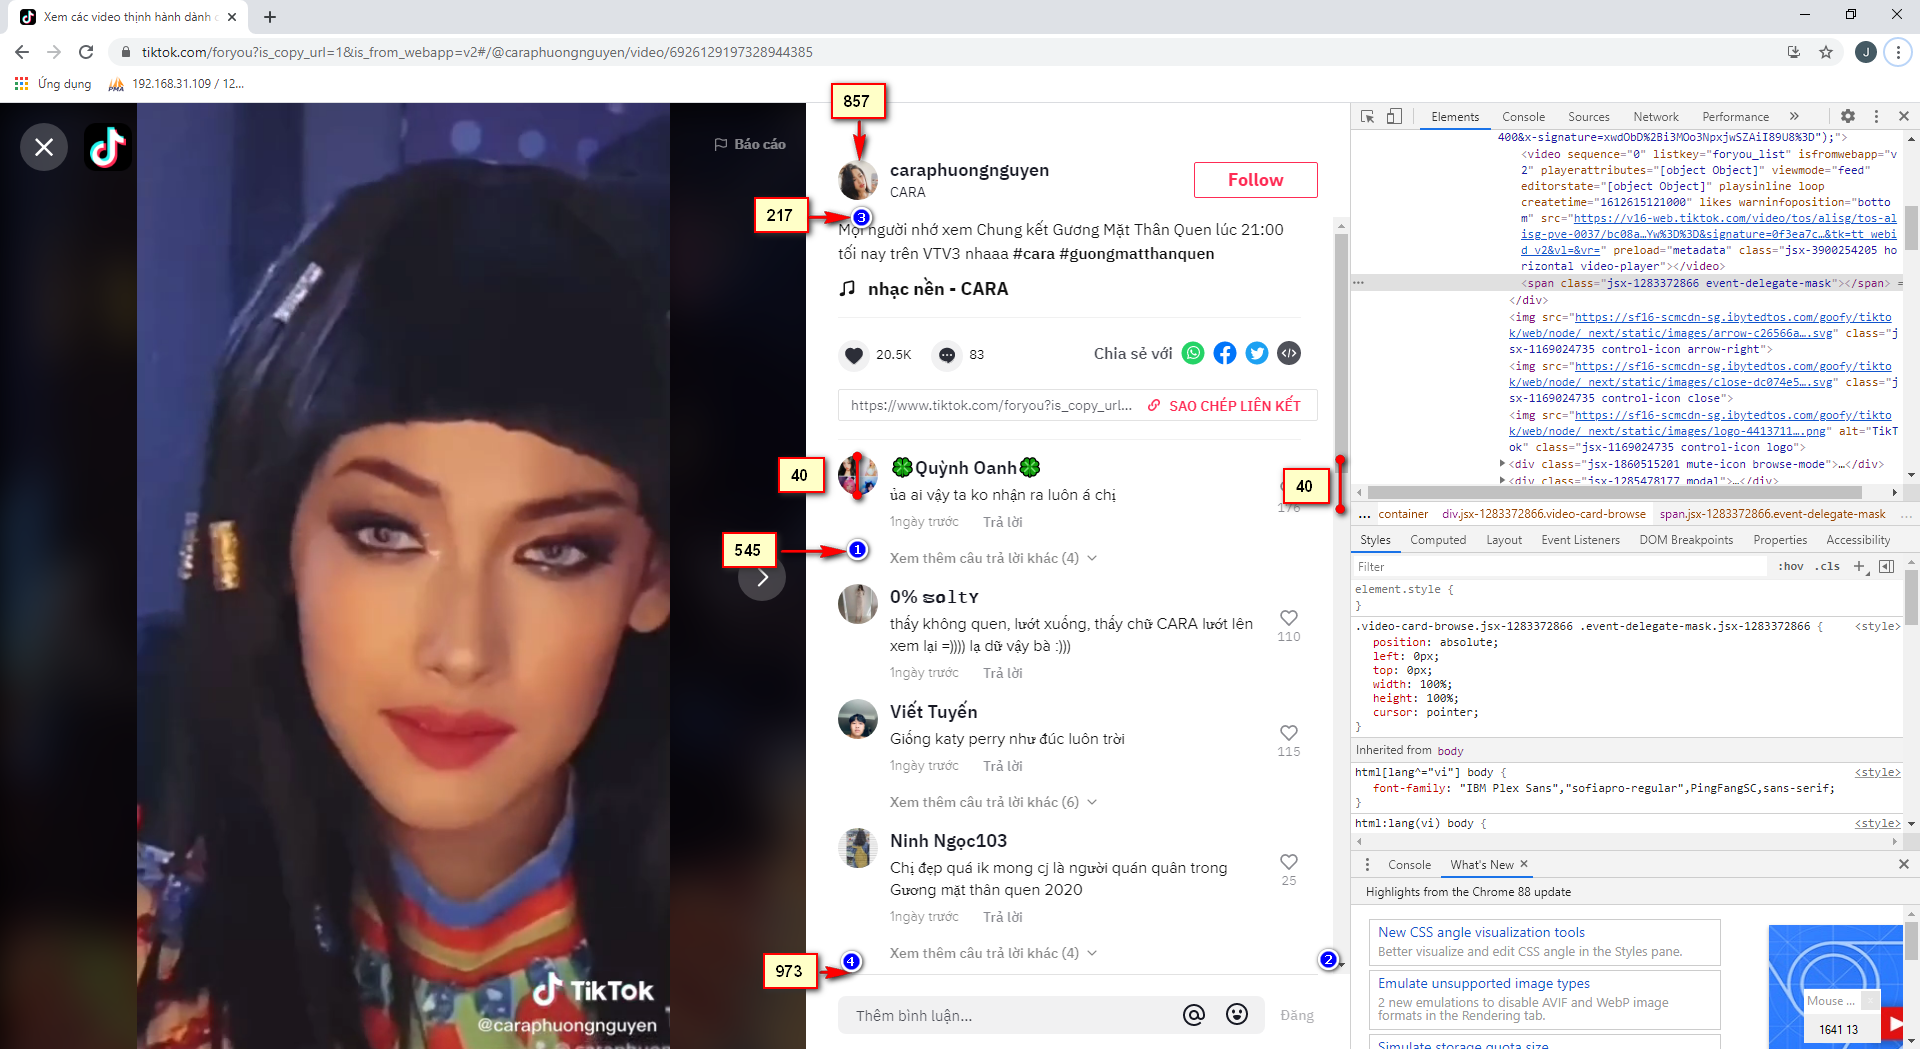 Xem các video thịnh hành dành c
tiktok.com/foryou?is_copy_url=1&is_from_webapp=v2#/@caraphuongnguyen/video/6926129197328944385
J
Ứng dụng
PMA
192.168.31.109 / 12...
Báo cáo
TikTok
@caraphuongnguyen
857
caraphuongnguyen
CARA
Follow
217
3
Mọi người nhớ xem Chung kết Gương Mặt Thân Quen lúc 21:00
tối nay trên VTV3 nhaaa #cara #guongmatthanquen
nhạc nền - CARA
20.5K
83
Chia sẻ với
https://www.tiktok.com/foryou?is_copy_url...
SAO CHÉP LIÊN KẾT
40
🍀Quỳnh Oanh🍀
ủa ai vậy ta ko nhận ra luôn á chị
1ngày trước Trả lời
176
40
545
1
Xem thêm câu trả lời khác (4)
0% ຮ𝖔𝚕𝚝ʏ
thấy không quen, lướt xuống, thấy chữ CARA lướt lên
xem lại =)))) lạ dữ vậy bà :)))
1ngày trước Trả lời
110
Viết Tuyến
Giống katy perry như đúc luôn trời
1ngày trước Trả lời
115
Xem thêm câu trả lời khác (6)
Ninh Ngọc103
Chị đẹp quá ik mong cj là người quán quân trong
Gương mặt thân quen 2020
1ngày trước Trả lời
25
Xem thêm câu trả lời khác (4)
973
4
2
Thêm bình luận...
Đăng
Elements Console Sources Network Performance
400&x-signature=xwdObD%2Bi3MOo3NpxjwSZAiI89U8%3D");">
<video sequence="0" listkey="foryou_list" isfromwebapp="v
2" playerattributes="[object Object]" viewmode="feed"
editorstate="[object Object]" playsinline loop
createtime="1612615121000" likes warninfoposition="botto
m" src="https://v16-web.tiktok.com/video/tos/alisg/tos-al
isg-pve-0037/bc08a…Yw%3D%3D&signature=0f3ea7c…&tk=tt_webi
d_v2&vl=&vr=" preload="metadata" class="jsx-3900254205 ho
rizontal video-player"></video>
<span class="jsx-1283372866 event-delegate-mask"></span> =
</div>
<img src="https://sf16-scmcdn-sg.ibytedtos.com/goofy/tikto
k/web/node/_next/static/images/arrow-c26566a….svg" class="j
sx-1169024735 control-icon arrow-right">
<img src="https://sf16-scmcdn-sg.ibytedtos.com/goofy/tikto
k/web/node/_next/static/images/close-dc074e5….svg" class="j
sx-1169024735 control-icon close">
<img src="https://sf16-scmcdn-sg.ibytedtos.com/goofy/tikto
k/web/node/_next/static/images/logo-4413711….png" alt="TikT
ok" class="jsx-1169024735 control-icon logo">
<div class="jsx-1860515201 mute-icon browse-mode">…</div>
<div class="jsx-1285478177 modal">…</div>
... container div.jsx-1283372866.video-card-browse span.jsx-1283372866.event-delegate-mask ...
Styles Computed Layout Event Listeners DOM Breakpoints Properties Accessibility
Filter
:hov .cls
element.style {
}
.video-card-browse.jsx-1283372866 .event-delegate-mask.jsx-1283372866 { <style>
position: absolute;
left: 0px;
top: 0px;
width: 100%;
height: 100%;
cursor: pointer;
}
Inherited from body
html[lang^="vi"] body { <style>
font-family: "IBM Plex Sans","sofiapro-regular",PingFangSC,sans-serif;
}
html:lang(vi) body { <style>
Console What's New
Highlights from the Chrome 88 update
New CSS angle visualization tools
Better visualize and edit CSS angle in the Styles pane.
Emulate unsupported image types
2 new emulations to disable AVIF and WebP image
formats in the Rendering tab.
Simulate storage quota size
Mouse ...
1641 13